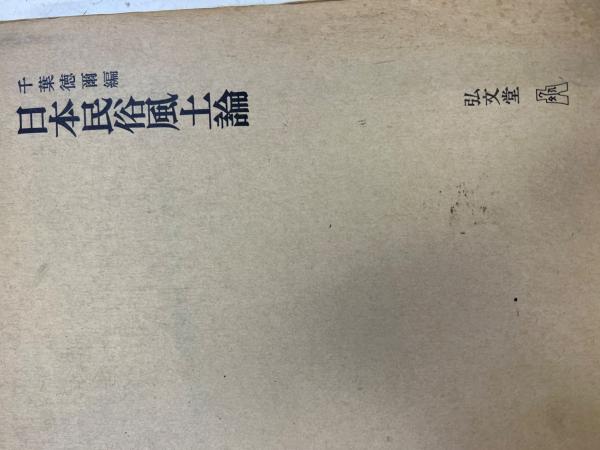 千葉徳爾編
日本民俗風土論
弘文堂